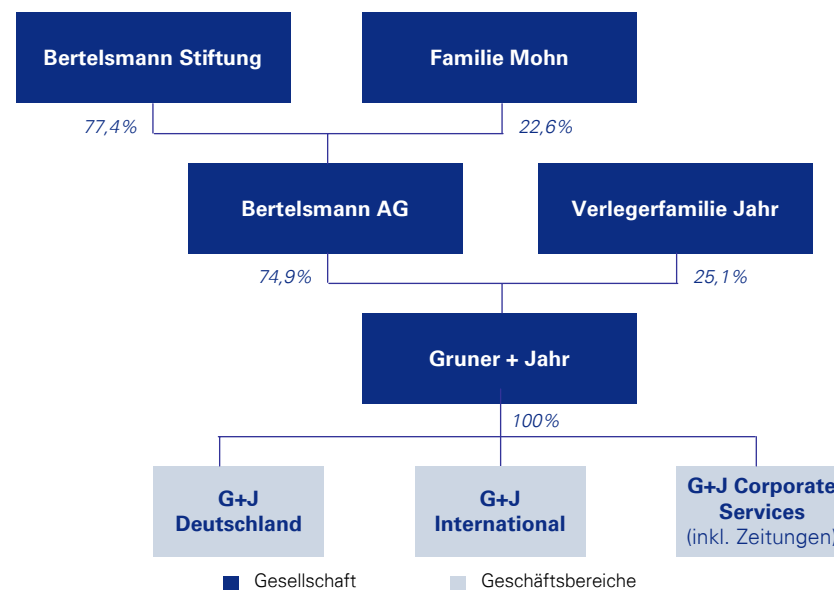 Bertelsmann Stiftung
Familie Mohn
77,4%
22,6%
Bertelsmann AG
Verlegerfamilie Jahr
74,9%
25,1%
Gruner + Jahr
100%
G+J
Deutschland
G+J
International
G+J Corporate
Services
(inkl. Zeitungen)
Gesellschaft
Geschäftsbereiche